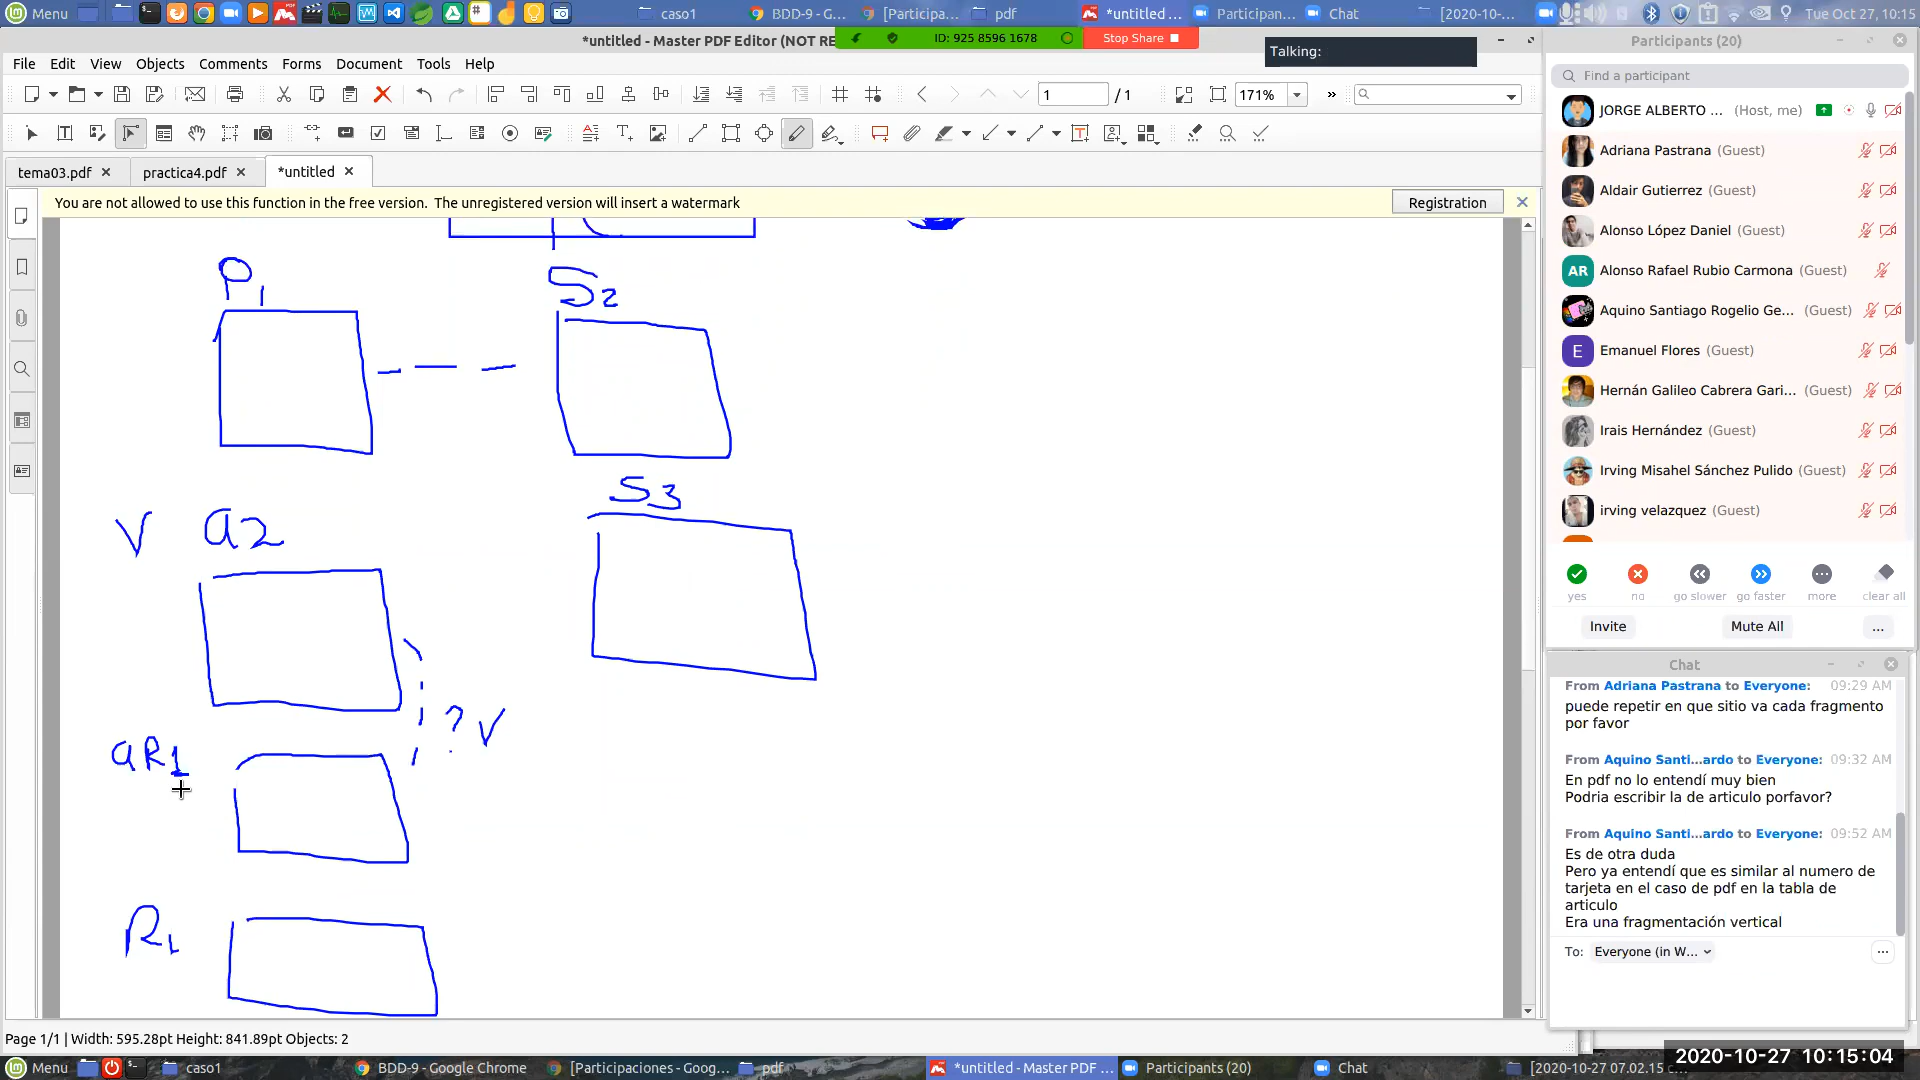 Menu
caso1
BDD-9 - G...
[Participa...
pdf
*untitled ...
Participan...
Chat
[2020-10-...
Tue Oct 27, 10:15
*untitled - Master PDF Editor (NOT RE
ID: 925 8596 1678
Stop Share
Talking:
File Edit View Objects Comments Forms Document Tools Help
1 / 1
171%
tema03.pdf
practica4.pdf
*untitled
You are not allowed to use this function in the free version. The unregistered version will insert a watermark
Registration
P1
S2
S3
V a2
? V
aR1
R1
Page 1/1 | Width: 595.28pt Height: 841.89pt Objects: 2
Participants (20)
Find a participant
JORGE ALBERTO ... (Host, me)
Adriana Pastrana (Guest)
Aldair Gutierrez (Guest)
Alonso López Daniel (Guest)
AR Alonso Rafael Rubio Carmona (Guest)
Aquino Santiago Rogelio Ge... (Guest)
E Emanuel Flores (Guest)
Hernán Galileo Cabrera Gari... (Guest)
Irais Hernández (Guest)
Irving Misahel Sánchez Pulido (Guest)
irving velazquez (Guest)
yes no go slower go faster more clear all
Invite Mute All ...
Chat
From Adriana Pastrana to Everyone: 09:29 AM
puede repetir en que sitio va cada fragmento
por favor
From Aquino Santi...ardo to Everyone: 09:32 AM
En pdf no lo entendí muy bien
Podria escribir la de articulo porfavor?
From Aquino Santi...ardo to Everyone: 09:52 AM
Es de otra duda
Pero ya entendí que es similar al numero de
tarjeta en el caso de pdf en la tabla de
articulo
Era una fragmentación vertical
To: Everyone (in W...
2020-10-27 10:15:04
Menu
caso1
BDD-9 - Google Chrome
[Participaciones - Goog...
pdf
*untitled - Master PDF ...
Participants (20)
Chat
[2020-10-27 07.02.15 c...